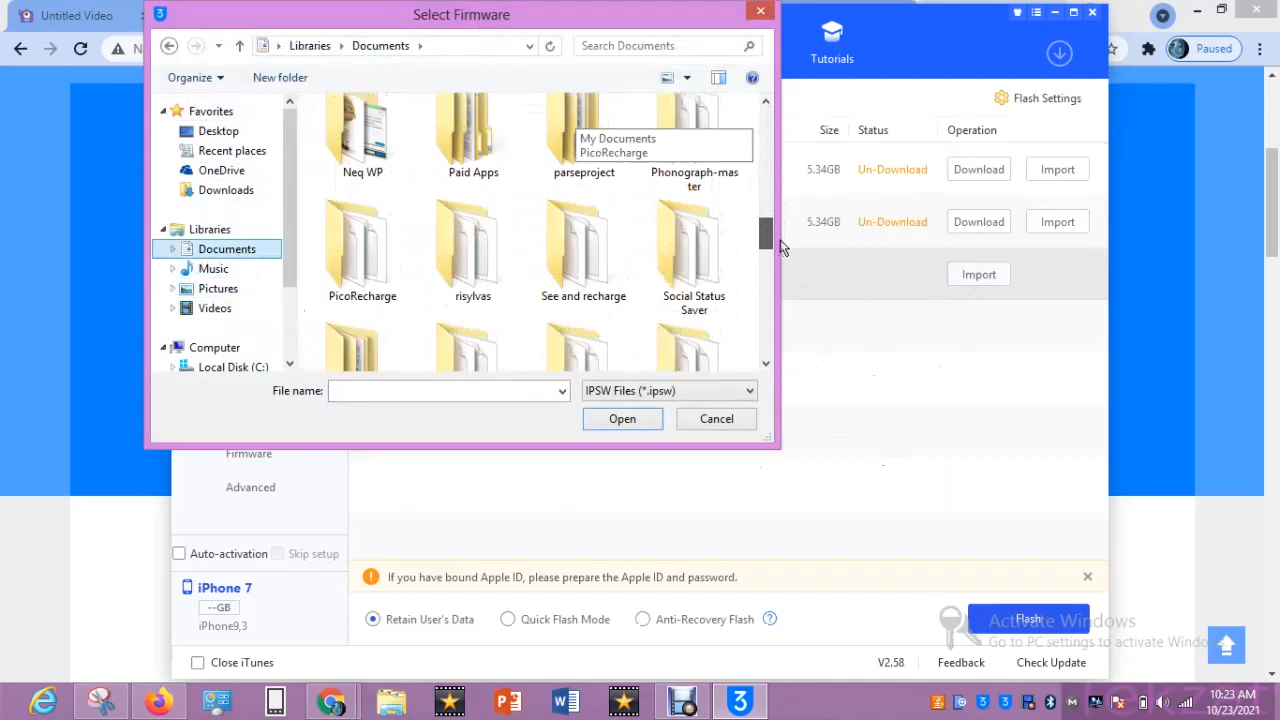 Untitled Video
Select Firmware
Libraries
Documents
Search Documents
N
Paused
Tutorials
Organize
New folder
Flash Settings
Favorites
Desktop
Recent places
OneDrive
Downloads
Libraries
Documents
Music
Pictures
Videos
Computer
Local Disk (C:)
Neq WP
Paid Apps
parseproject
Phonograph-mas
ter
My Documents
PicoRecharge
PicoRecharge
risylvas
See and recharge
Social Status
Saver
Size
Status
Operation
5.34GB
Un-Download
Download
Import
5.34GB
Un-Download
Download
Import
Import
File name:
IPSW Files (*.ipsw)
Open
Cancel
Firmware
Advanced
Auto-activation
Skip setup
If you have bound Apple ID, please prepare the Apple ID and password.
iPhone 7
--GB
iPhone9,3
Retain User's Data
Quick Flash Mode
Anti-Recovery Flash
Flash
Activate Windows
Go to PC settings to activate Windo
Close iTunes
V2.58
Feedback
Check Update
10:23 AM
10/23/2021